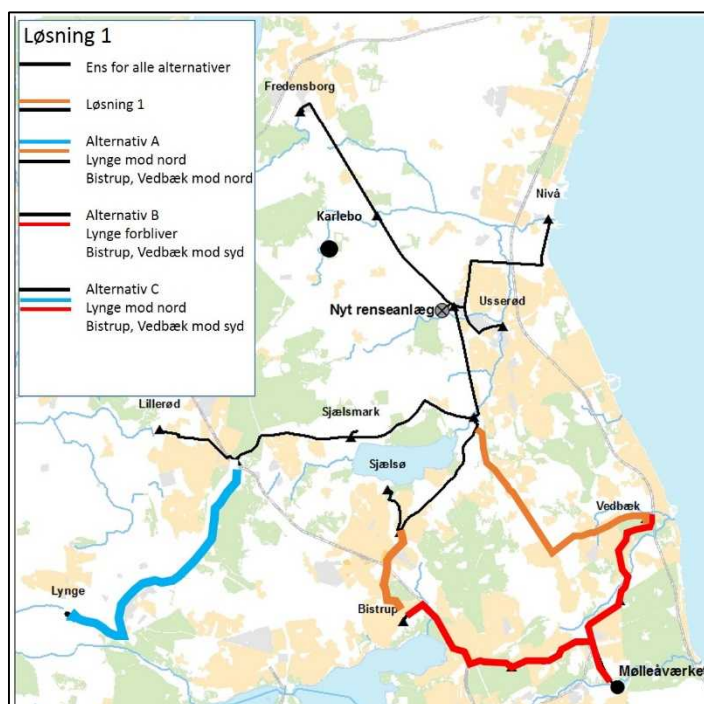 Løsning 1
Ens for alle alternativer
Løsning 1
Alternativ A
Lynge mod nord
Bistrup, Vedbæk mod nord
Alternativ B
Lynge forbliver
Bistrup, Vedbæk mod syd
Alternativ C
Lynge mod nord
Bistrup, Vedbæk mod syd
Fredensborg
Nivå
Karlebo
Nyt renseanlæg
Usserød
Lillerød
Sjælsmark
Sjælsø
Vedbæk
Lynge
Bistrup
Mølleåværket